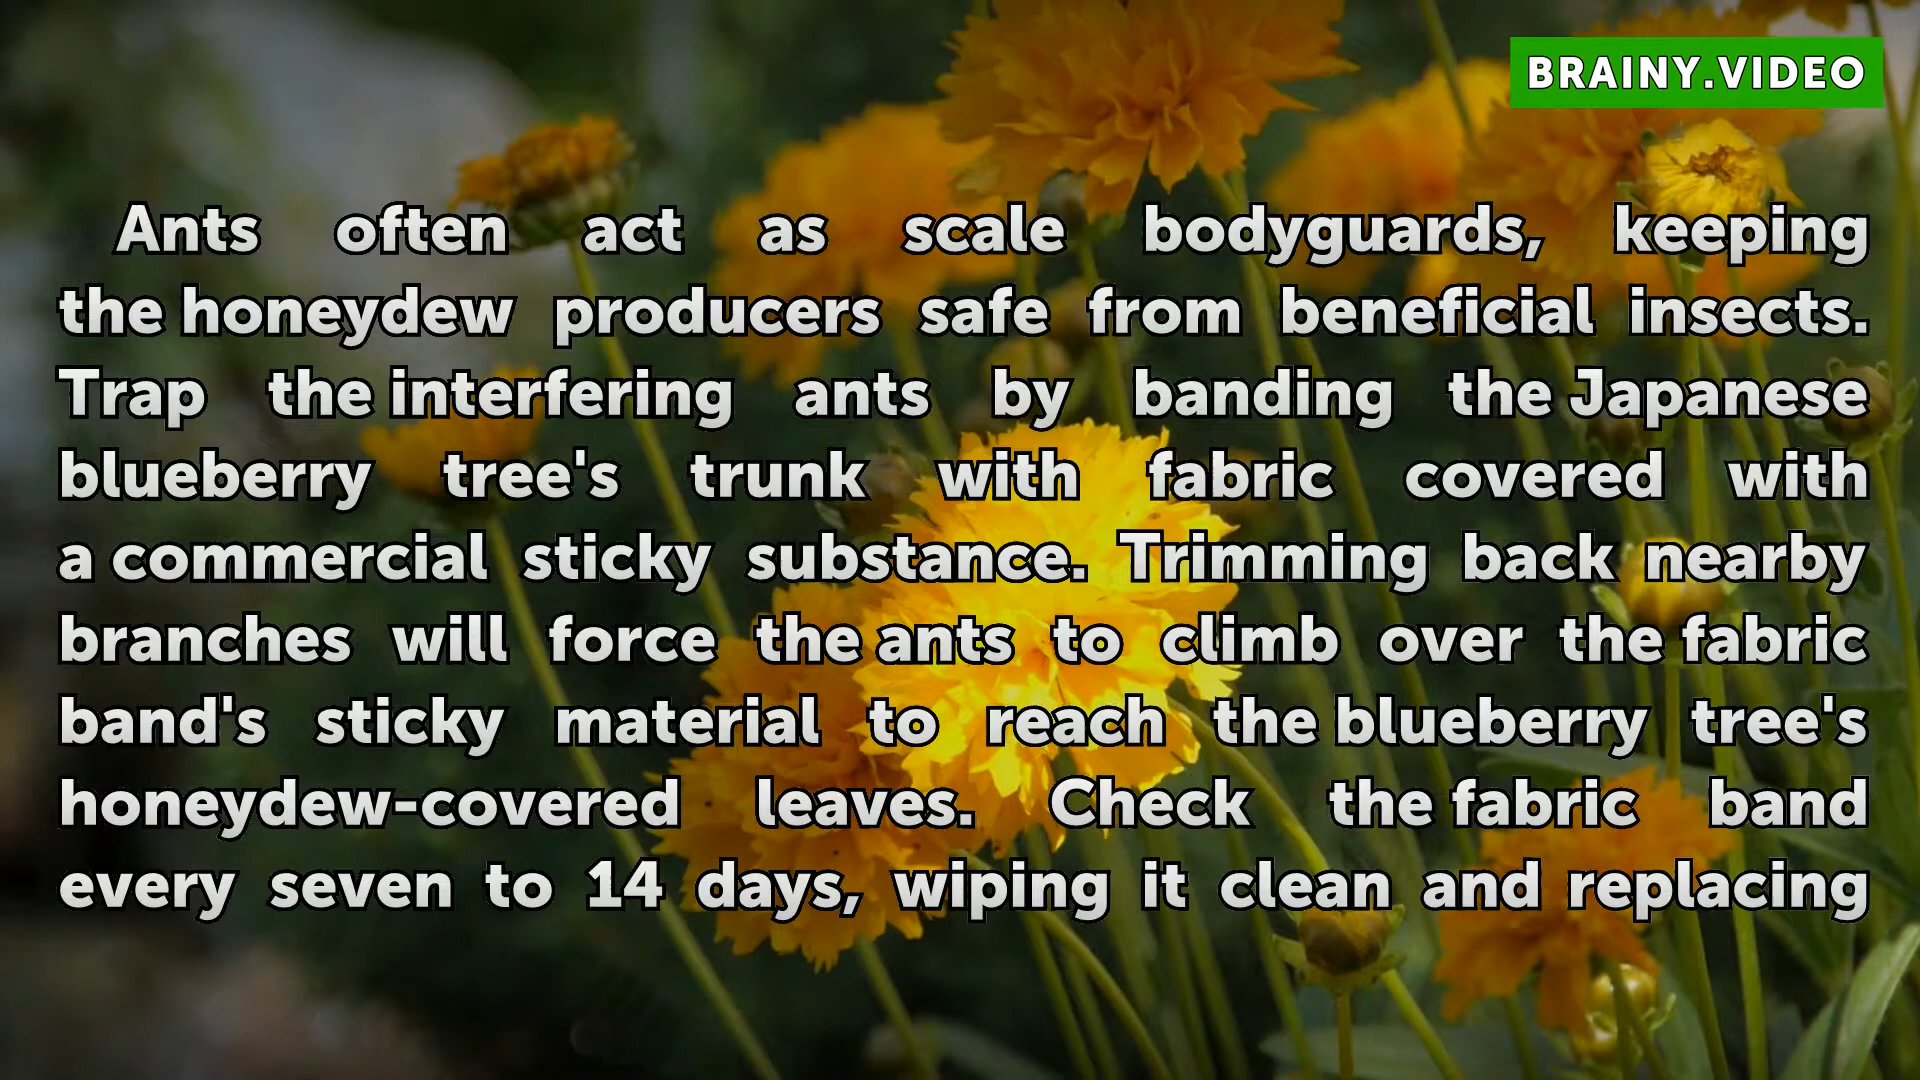 BRAINY.VIDEO
Ants often act as scale bodyguards, keeping
the honeydew producers safe from beneficial insects.
Trap the interfering ants by banding the Japanese
blueberry tree's trunk with fabric covered with
a commercial sticky substance. Trimming back nearby
branches will force the ants to climb over the fabric
band's sticky material to reach the blueberry tree's
honeydew-covered leaves. Check the fabric band
every seven to 14 days, wiping it clean and replacing